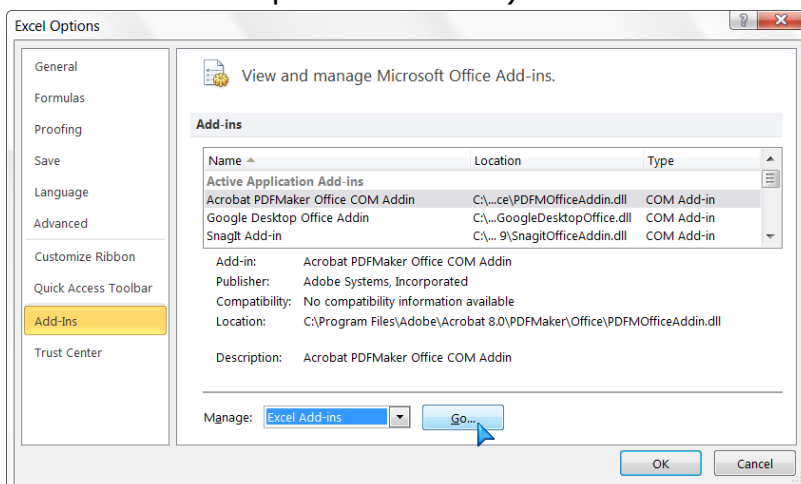 Excel Options
General
Formulas
Proofing
Save
Language
Advanced
Customize Ribbon
Quick Access Toolbar
Add-Ins
Trust Center
View and manage Microsoft Office Add-ins.
Add-ins
Name Location Type
Active Application Add-ins
Acrobat PDFMaker Office COM Addin C:\...ce\PDFMOfficeAddin.dll COM Add-in
Google Desktop Office Addin C:\...GoogleDesktopOffice.dll COM Add-in
SnagIt Add-in C:\... 9\SnagitOfficeAddin.dll COM Add-in
Add-in: Acrobat PDFMaker Office COM Addin
Publisher: Adobe Systems, Incorporated
Compatibility: No compatibility information available
Location: C:\Program Files\Adobe\Acrobat 8.0\PDFMaker\Office\PDFMOfficeAddin.dll
Description: Acrobat PDFMaker Office COM Addin
Manage: Excel Add-ins Go...
OK Cancel